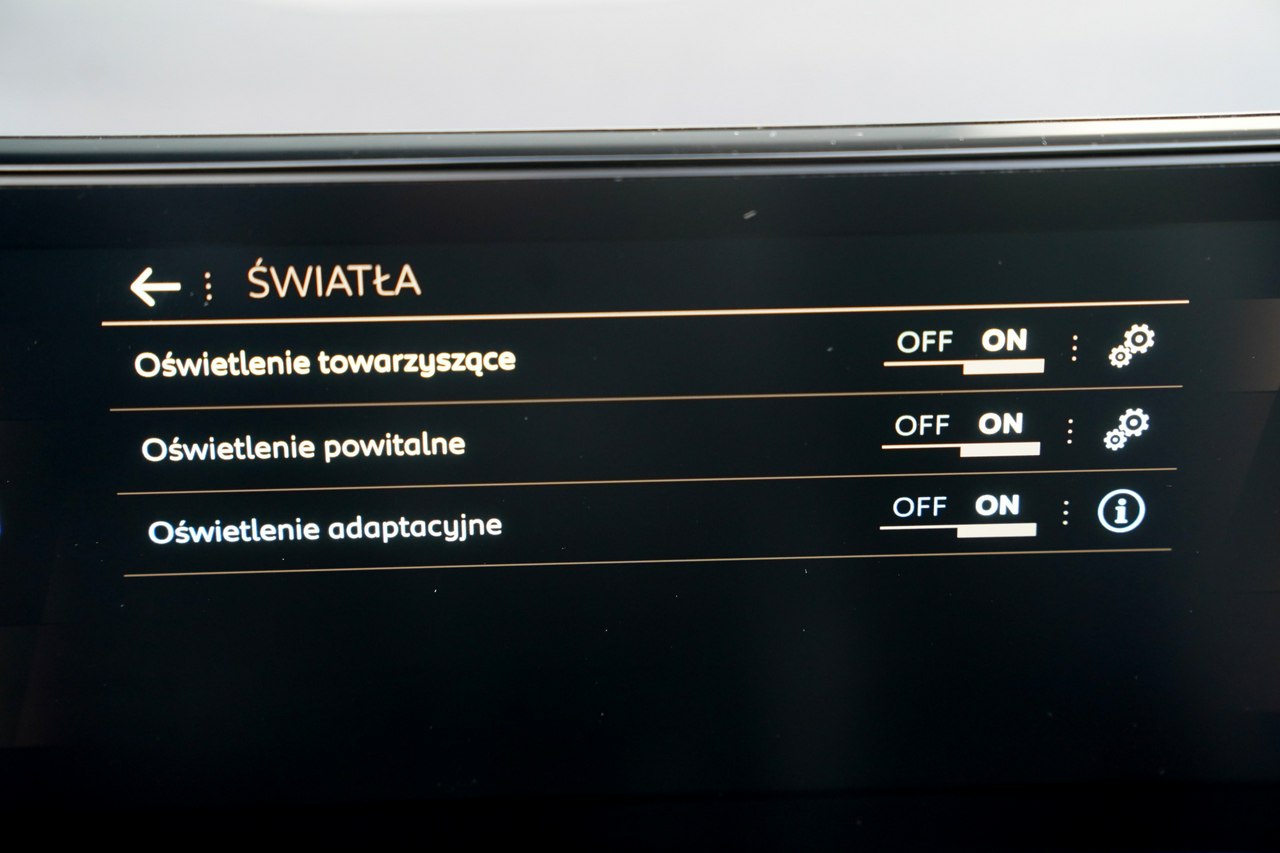 ŚWIATŁA
Oświetlenie towarzyszące OFF ON
Oświetlenie powitalne OFF ON
Oświetlenie adaptacyjne OFF ON